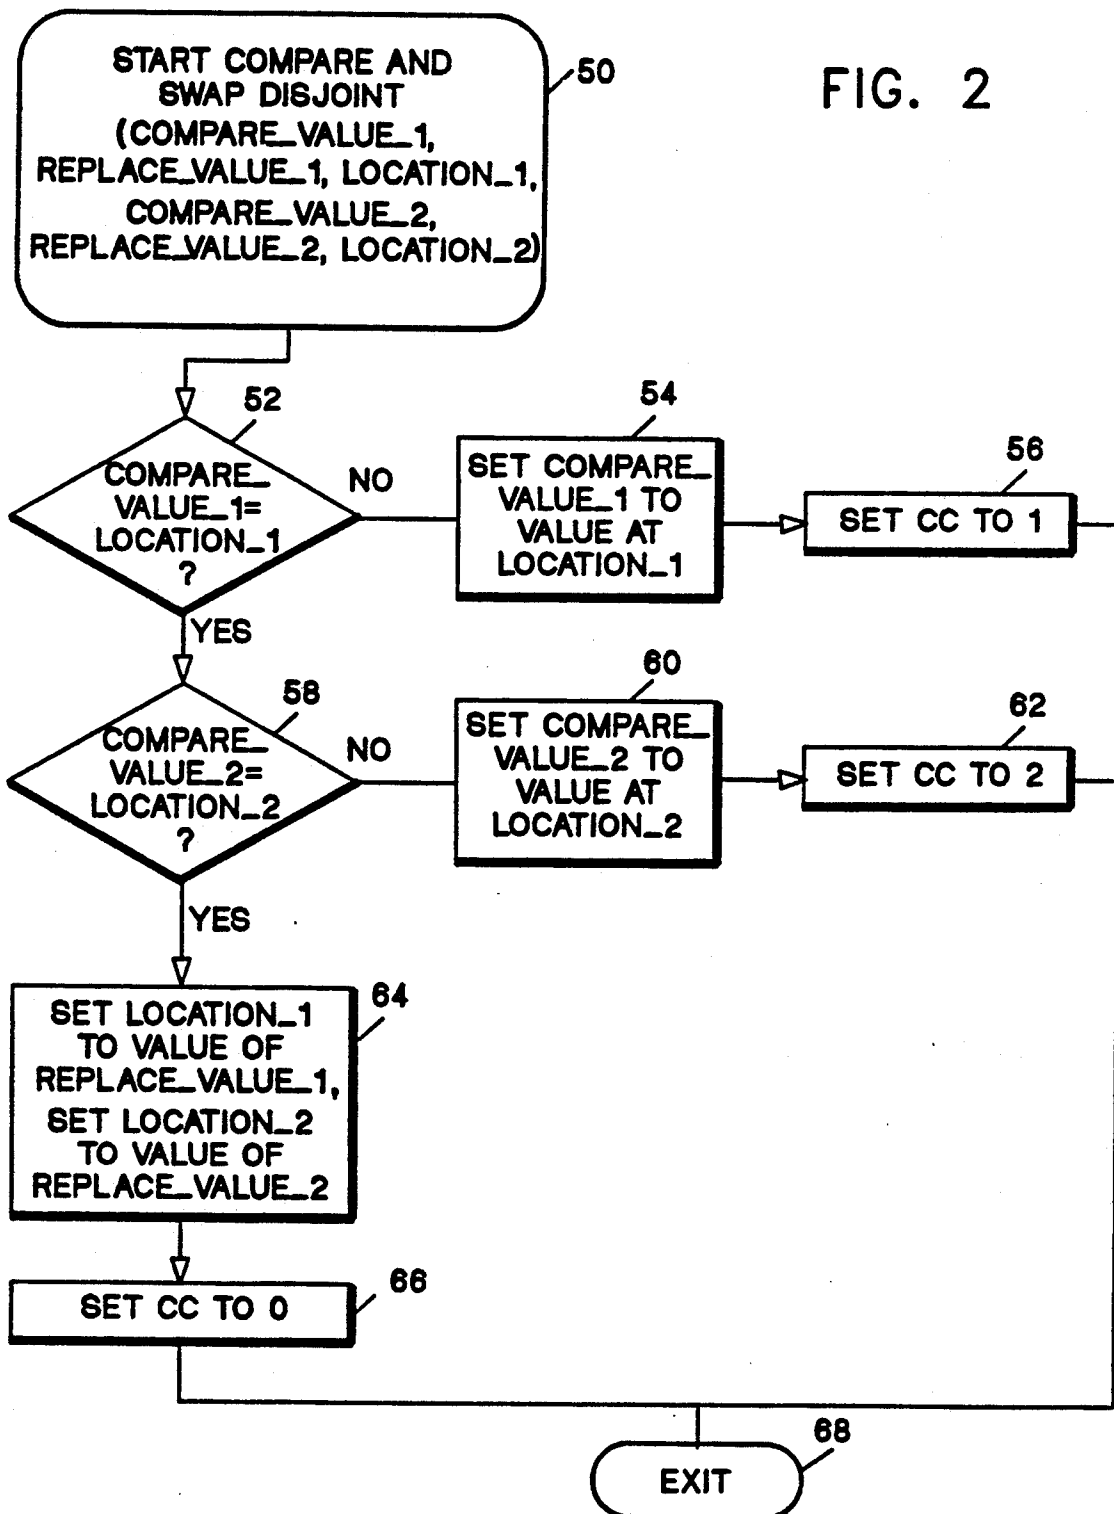 START COMPARE AND
SWAP DISJOINT
(COMPARE_VALUE_1,
REPLACE_VALUE_1, LOCATION_1,
COMPARE_VALUE_2,
REPLACE_VALUE_2, LOCATION_2)
50
FIG. 2
52
COMPARE_
VALUE_1=
LOCATION_1
?
NO
54
SET COMPARE_
VALUE_1 TO
VALUE AT
LOCATION_1
56
SET CC TO 1
YES
58
COMPARE_
VALUE_2=
LOCATION_2
?
NO
60
SET COMPARE_
VALUE_2 TO
VALUE AT
LOCATION_2
62
SET CC TO 2
YES
64
SET LOCATION_1
TO VALUE OF
REPLACE_VALUE_1,
SET LOCATION_2
TO VALUE OF
REPLACE_VALUE_2
66
SET CC TO 0
68
EXIT